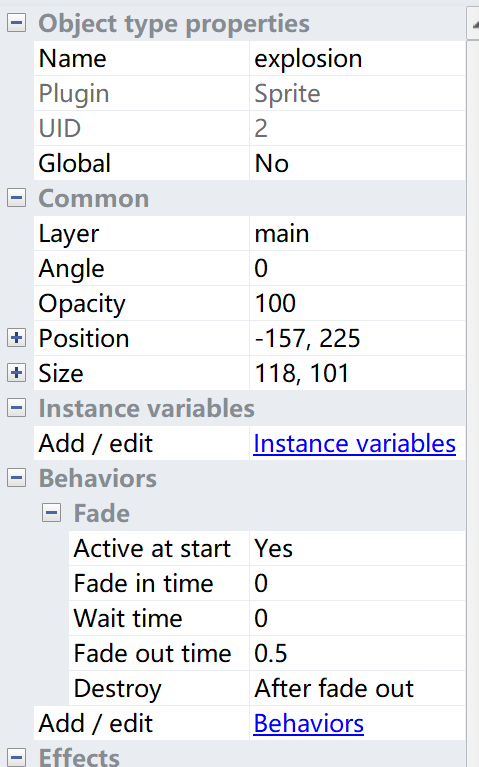 Object type properties
Name explosion
Plugin Sprite
UID 2
Global No
Common
Layer main
Angle 0
Opacity 100
Position -157, 225
Size 118, 101
Instance variables
Add / edit Instance variables
Behaviors
Fade
Active at start Yes
Fade in time 0
Wait time 0
Fade out time 0.5
Destroy After fade out
Add / edit Behaviors
Effects